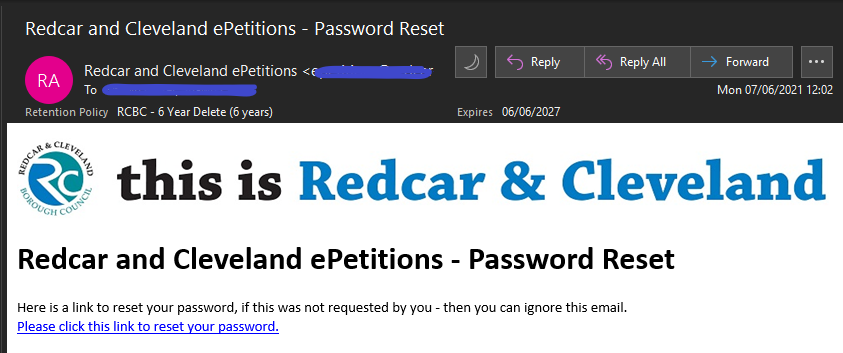 Redcar and Cleveland ePetitions - Password Reset
RA
Redcar and Cleveland ePetitions <
To
Reply
Reply All
Forward
...
Mon 07/06/2021 12:02
Retention Policy RCBC - 6 Year Delete (6 years)
Expires 06/06/2027
REDCAR & CLEVELAND
RC
BOROUGH COUNCIL
this is Redcar & Cleveland
Redcar and Cleveland ePetitions - Password Reset
Here is a link to reset your password, if this was not requested by you - then you can ignore this email.
Please click this link to reset your password.